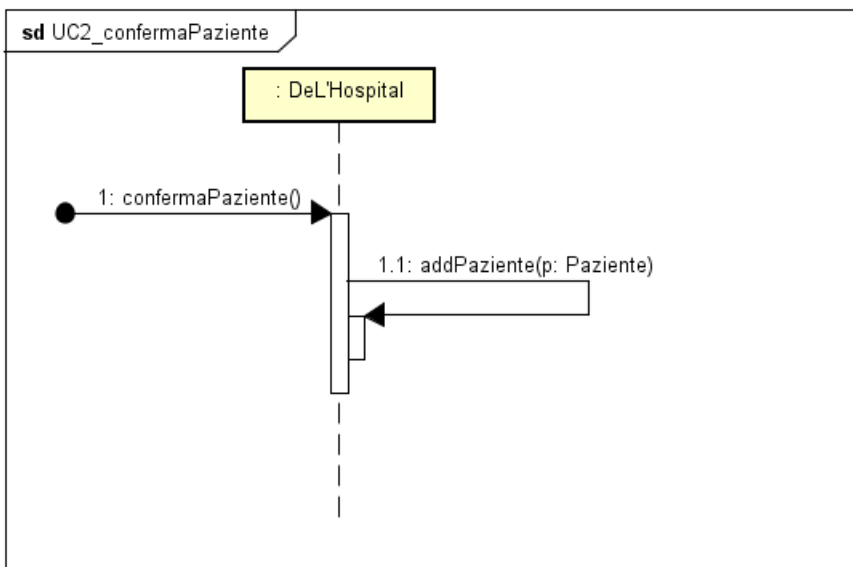 sd UC2_confermaPaziente
: DeL'Hospital
1: confermaPaziente()
1.1: addPaziente(p: Paziente)